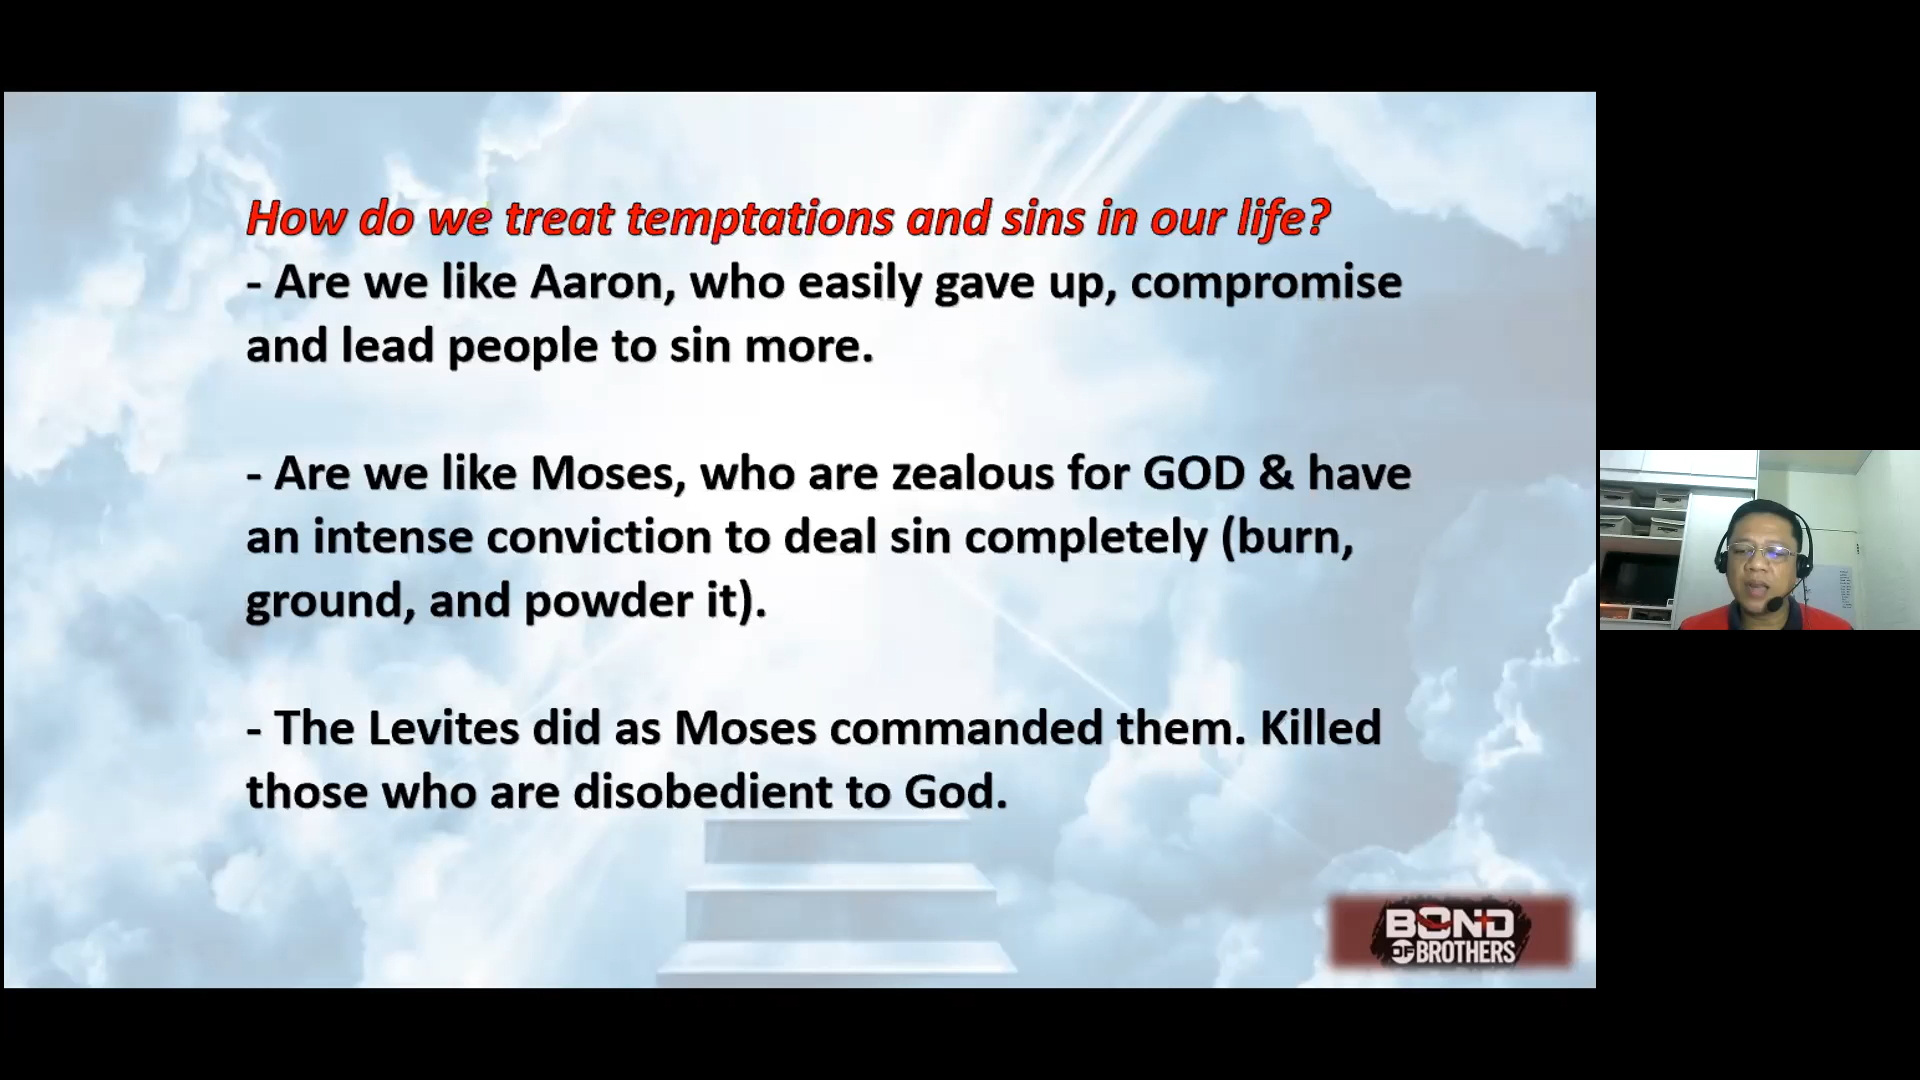 How do we treat temptations and sins in our life?
- Are we like Aaron, who easily gave up, compromise
and lead people to sin more.
- Are we like Moses, who are zealous for GOD & have
an intense conviction to deal sin completely (burn,
ground, and powder it).
- The Levites did as Moses commanded them. Killed
those who are disobedient to God.
BOND
OF BROTHERS